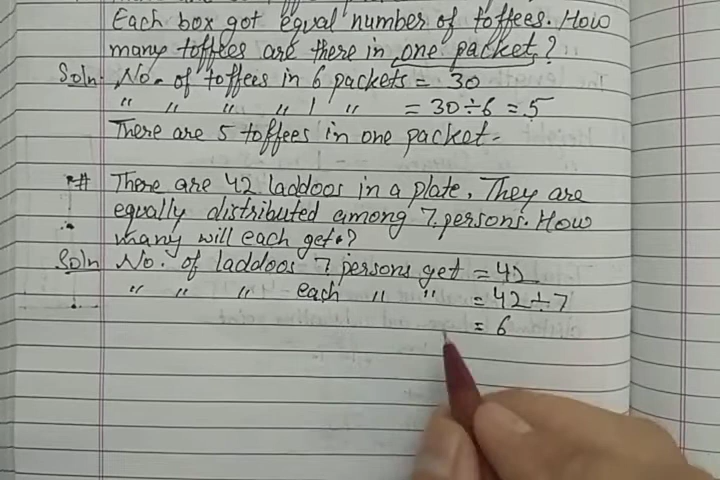 Each box got equal number of toffees. How
many toffees are there in one packet?
Soln. No. of toffees in 6 packets = 30
" " " " 1 " = 30÷6 = 5
There are 5 toffees in one packet.
# There are 42 laddoos in a plate. They are
equally distributed among 7 persons. How
many will each get?
Soln No. of laddoos 7 persons get = 42
" " " each " " = 42÷7
= 6